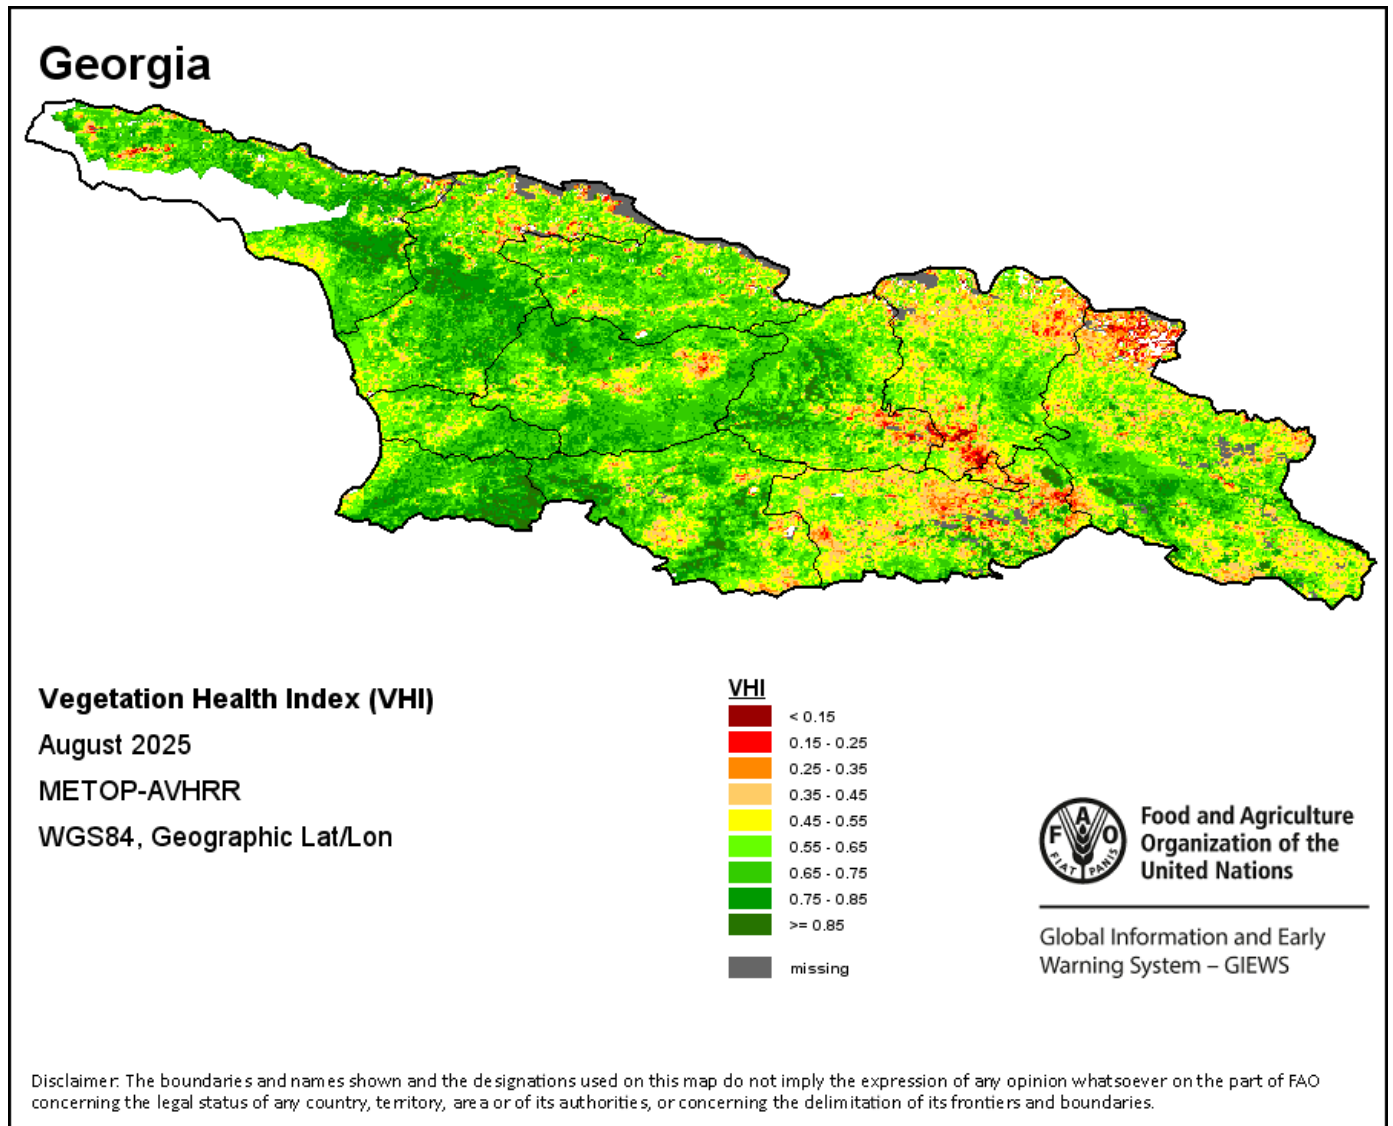 Georgia
Vegetation Health Index (VHI)
August 2025
METOP-AVHRR
WGS84, Geographic Lat/Lon
VHI
< 0.15
0.15 - 0.25
0.25 - 0.35
0.35 - 0.45
0.45 - 0.55
0.55 - 0.65
0.65 - 0.75
0.75 - 0.85
>= 0.85
missing
F A O
FIAT PANIS
Food and Agriculture
Organization of the
United Nations
Global Information and Early
Warning System – GIEWS
Disclaimer: The boundaries and names shown and the designations used on this map do not imply the expression of any opinion whatsoever on the part of FAO
concerning the legal status of any country, territory, area or of its authorities, or concerning the delimitation of its frontiers and boundaries.